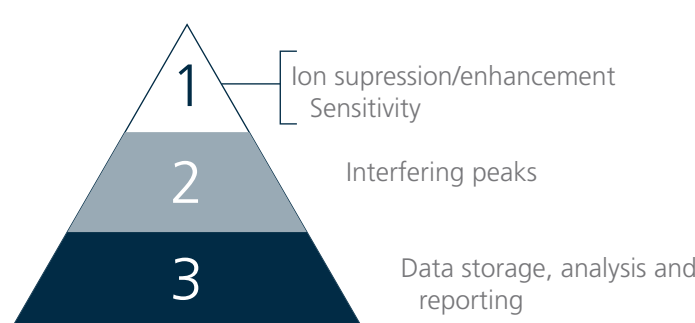 1
Ion supression/enhancement
Sensitivity
2
Interfering peaks
3
Data storage, analysis and
reporting